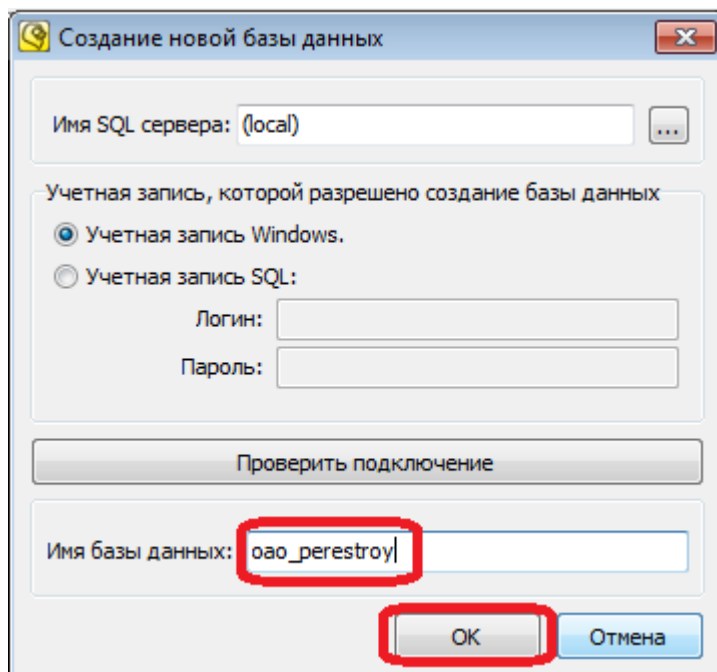 Создание новой базы данных
Имя SQL сервера: (local) ...
Учетная запись, которой разрешено создание базы данных
Учетная запись Windows.
Учетная запись SQL:
Логин:
Пароль:
Проверить подключение
Имя базы данных: oao_perestroy
OK Отмена